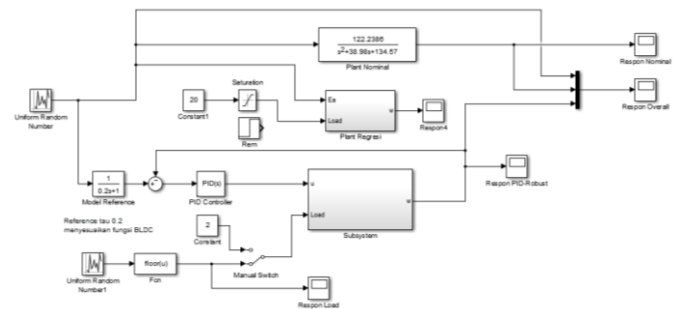 122.2386
s²+38.98s+134.57
Plant Nominal
Respon Nominal
Saturation
Uniform Random
Number
20
Constant1
Rem
Ea
Load
w
Plant Regresi
Respon4
Respon Overall
1
0.2s+1
Model Reference
PID(s)
PID Controller
u
Load
w
Subsystem
Respon PID-Robust
Reference tau 0.2
menyesuaikan fungsi BLDC
2
Constant
Manual Switch
Uniform Random
Number1
floor(u)
Fcn
Respon Load